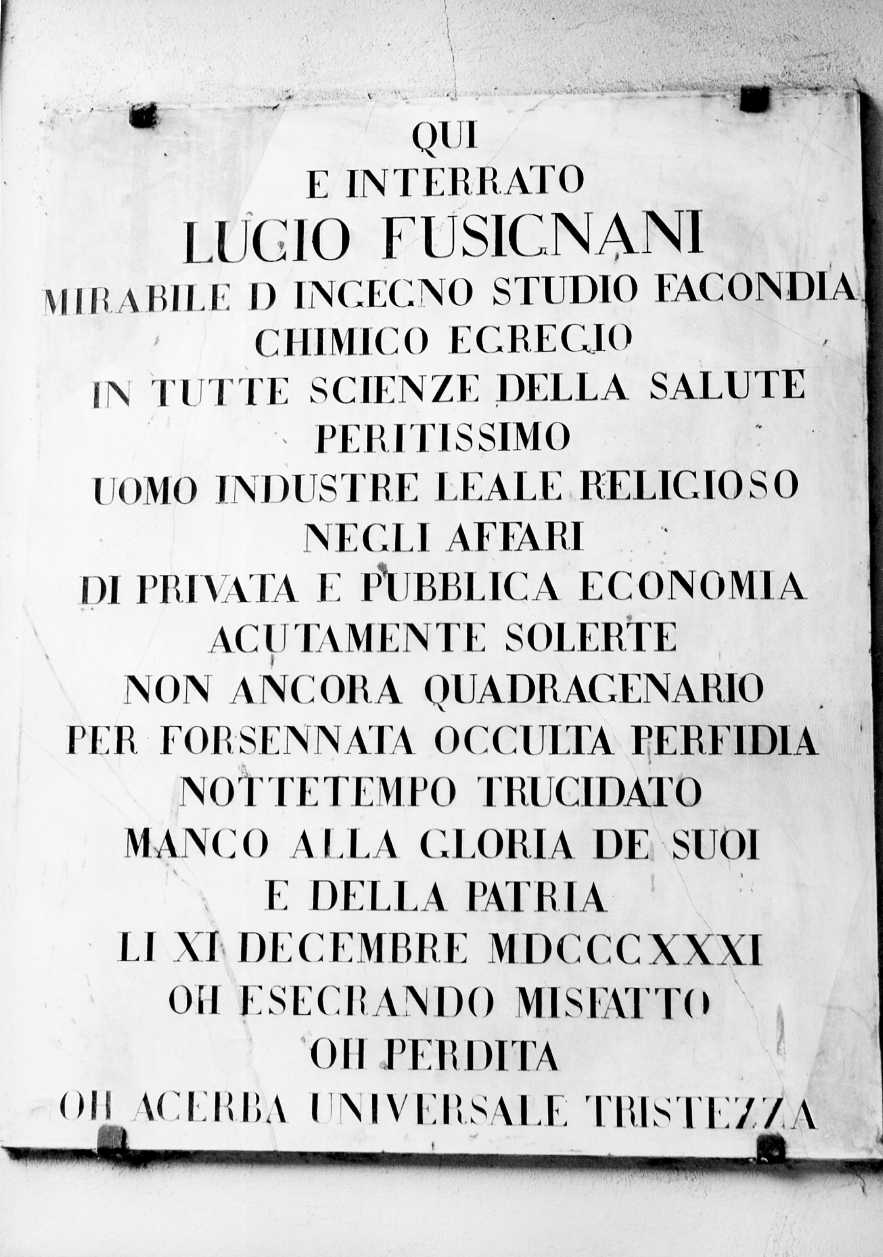 QUI
E INTERRATO
LUCIO FUSIGNANI
MIRABILE D INGEGNO STUDIO FACONDIA
CHIMICO EGREGIO
IN TUTTE SCIENZE DELLA SALUTE
PERITISSIMO
UOMO INDUSTRE LEALE RELIGIOSO
NEGLI AFFARI
DI PRIVATA E PUBBLICA ECONOMIA
ACUTAMENTE SOLERTE
NON ANCORA QUADRAGENARIO
PER FORSENNATA OCCULTA PERFIDIA
NOTTETEMPO TRUCIDATO
MANCO ALLA GLORIA DE SUOI
E DELLA PATRIA
LI XI DECEMBRE MDCCCXXXI
OH ESECRANDO MISFATTO
OH PERDITA
OH ACERBA UNIVERSALE TRISTEZZA